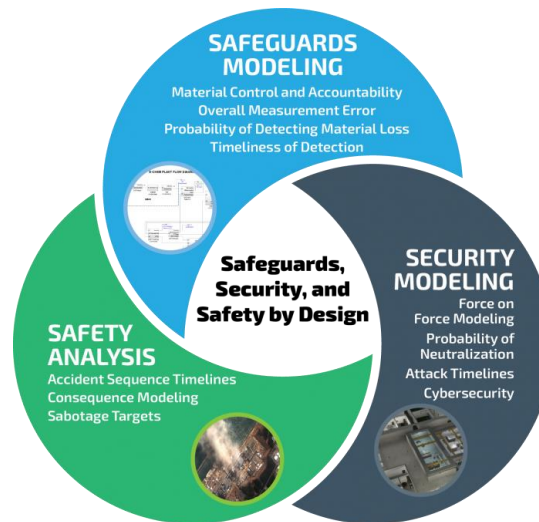 SAFEGUARDS
MODELING
Material Control and Accountability
Overall Measurement Error
Probability of Detecting Material Loss
Timeliness of Detection
Safeguards,
Security, and
Safety by Design
SECURITY
MODELING
Force on
Force Modeling
Probability of
Neutralization
Attack Timelines
Cybersecurity
SAFETY
ANALYSIS
Accident Sequence Timelines
Consequence Modeling
Sabotage Targets